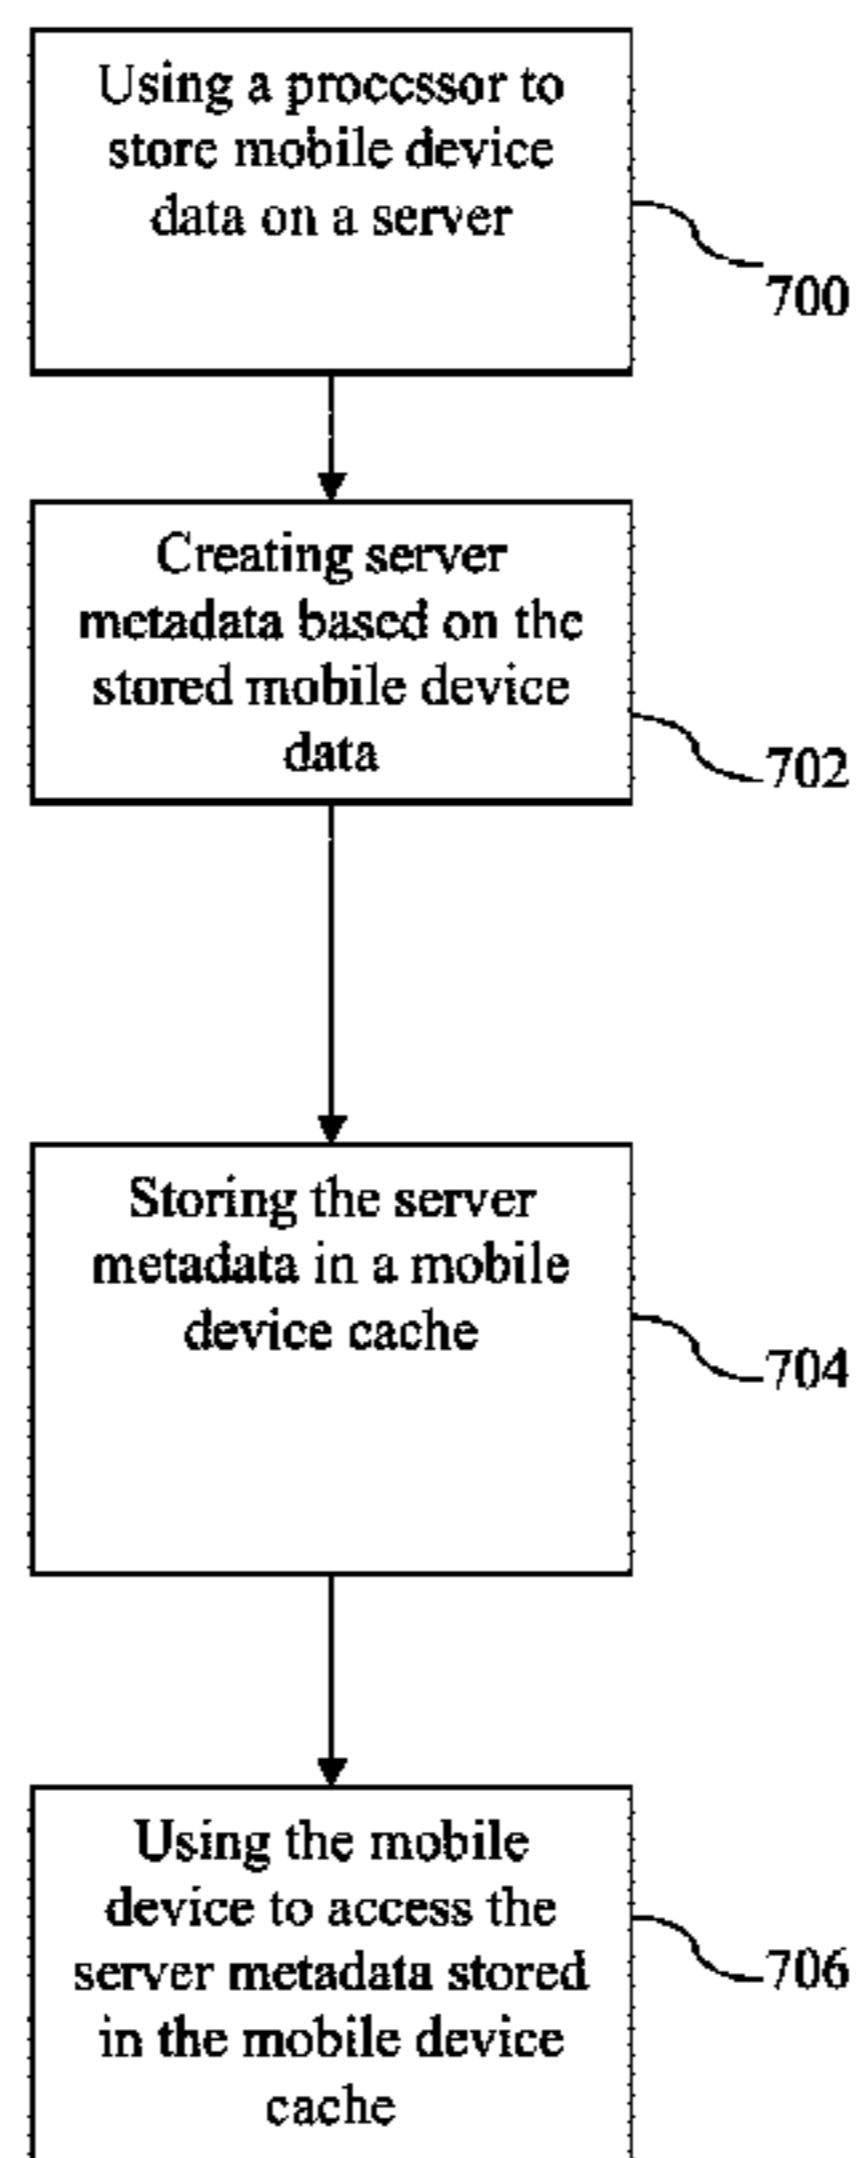 Using a processor to
store mobile device
data on a server
700
Creating server
metadata based on the
stored mobile device
data
702
Storing the server
metadata in a mobile
device cache
704
Using the mobile
device to access the
server metadata stored
in the mobile device
cache
706